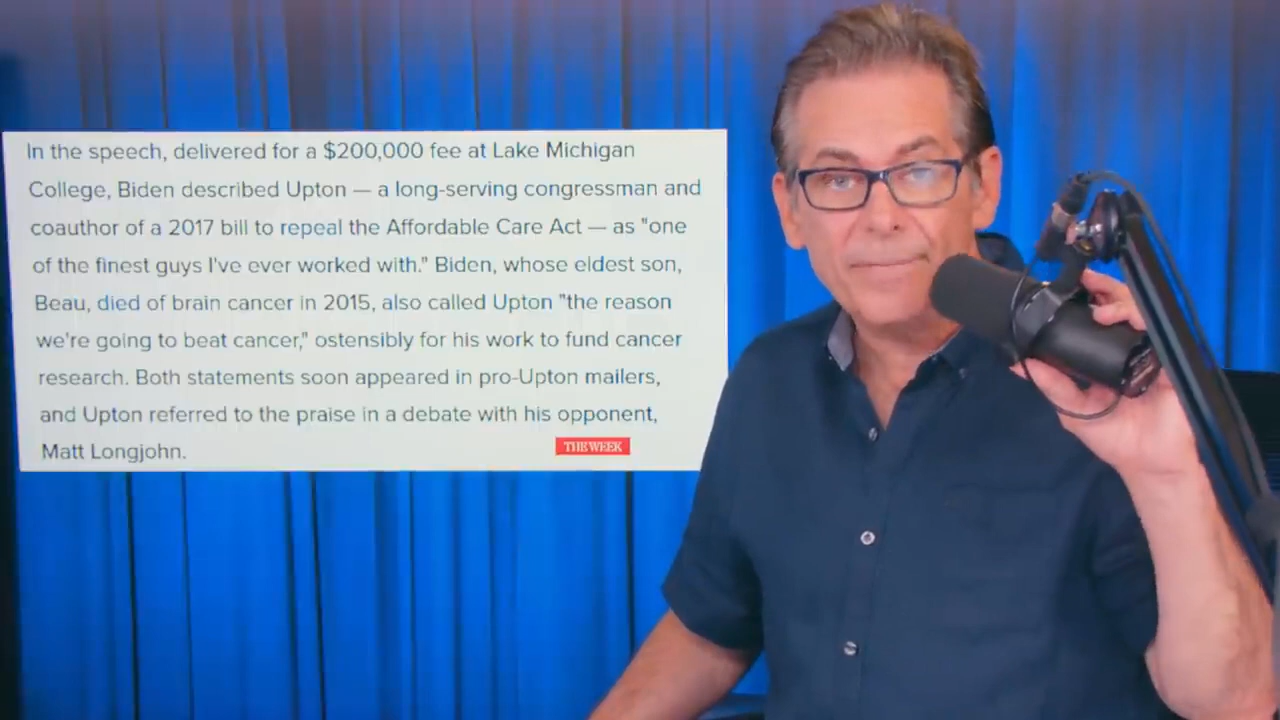 In the speech, delivered for a $200,000 fee at Lake Michigan
College, Biden described Upton — a long-serving congressman and
coauthor of a 2017 bill to repeal the Affordable Care Act — as "one
of the finest guys I've ever worked with." Biden, whose eldest son,
Beau, died of brain cancer in 2015, also called Upton "the reason
we're going to beat cancer," ostensibly for his work to fund cancer
research. Both statements soon appeared in pro-Upton mailers,
and Upton referred to the praise in a debate with his opponent,
Matt Longjohn.
THE WEEK